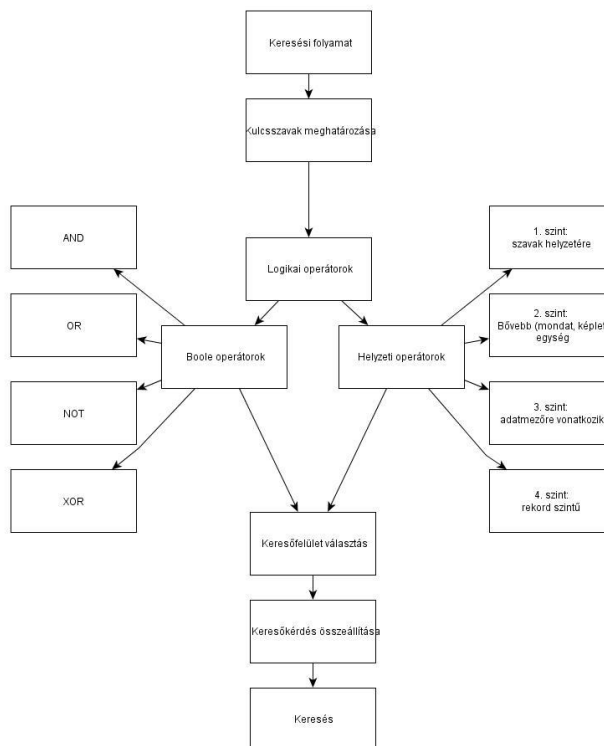 Keresési folyamat
Kulcsszavak meghatározása
AND
1. szint:
szavak helyzetére
Logikai operátorok
OR
2. szint:
Bővebb (mondat, képlet
egység
Boole operátorok
Helyzeti operátorok
NOT
3. szint:
adatmezőre vonatkozik
XOR
4. szint:
rekord szintű
Keresőfelület választás
Keresőkérdés összeállítása
Keresés